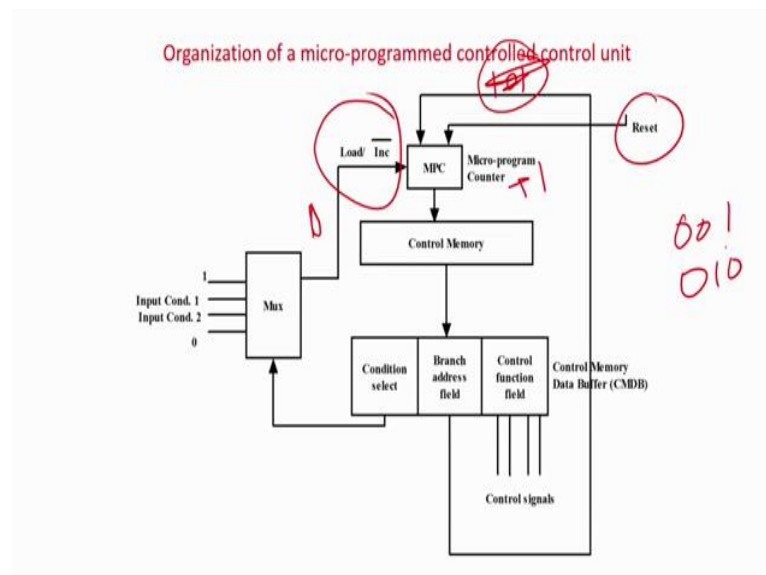 Organization of a micro-programmed controlled control unit
Reset
Load/ Inc
MPC
Micro-program
Counter
+1
Control Memory
001
010
1
Input Cond. 1
Input Cond. 2
0
Mux
Condition
select
Branch
address
field
Control
function
field
Control Memory
Data Buffer (CMDB)
Control signals